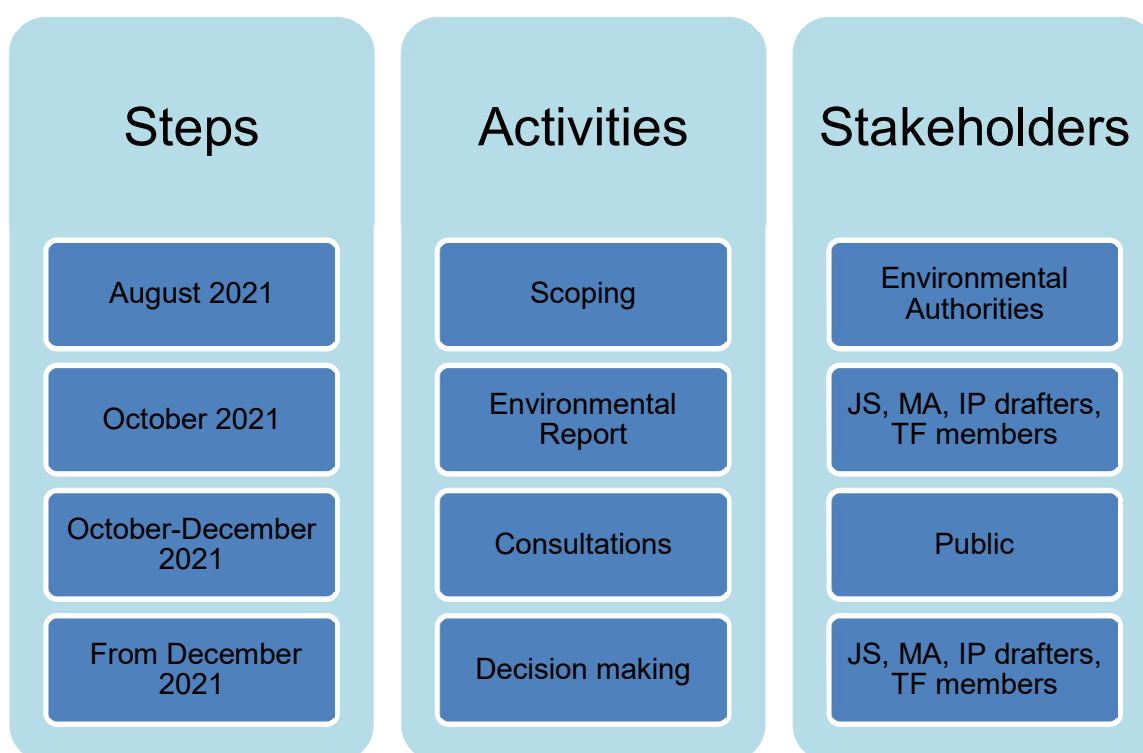 Steps
August 2021
October 2021
October-December
2021
From December
2021
Activities
Scoping
Environmental
Report
Consultations
Decision making
Stakeholders
Environmental
Authorities
JS, MA, IP drafters,
TF members
Public
JS, MA, IP drafters,
TF members